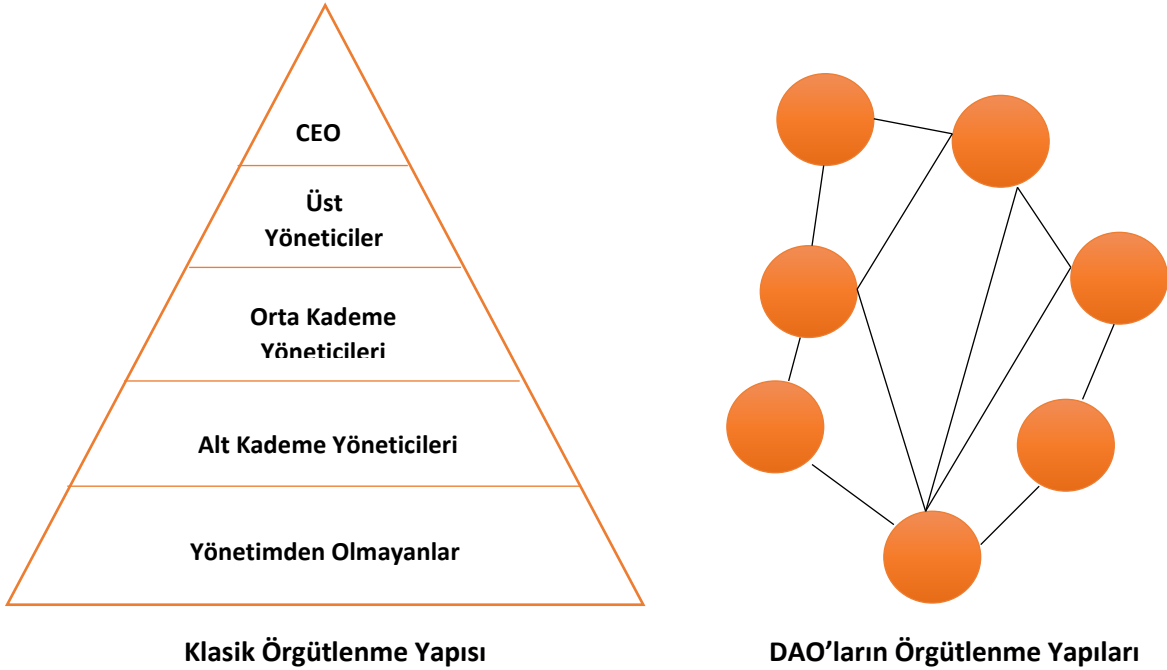 CEO
Üst
Yöneticiler
Orta Kademe
Yöneticileri
Alt Kademe Yöneticileri
Yönetimden Olmayanlar
Klasik Örgütlenme Yapısı
DAO’ların Örgütlenme Yapıları